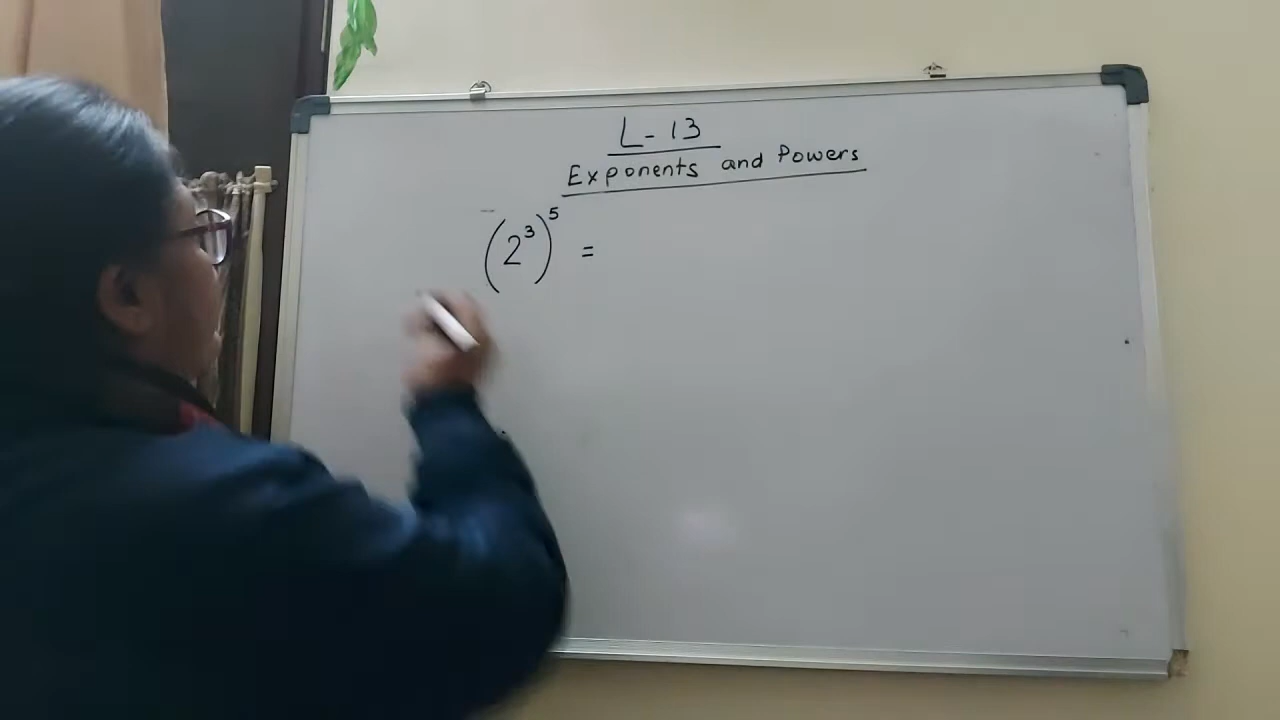 L-13
Exponents and Powers
(2³)⁵ =